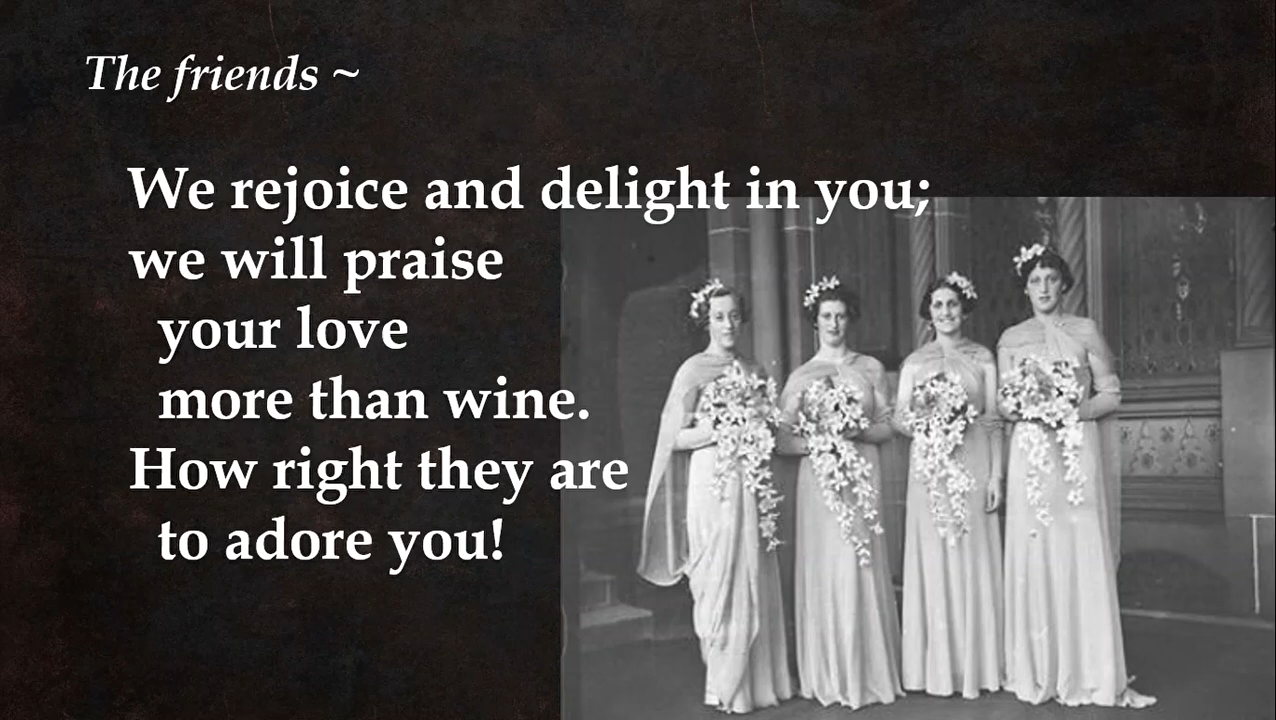 The friends ~
We rejoice and delight in you;
we will praise
your love
more than wine.
How right they are
to adore you!